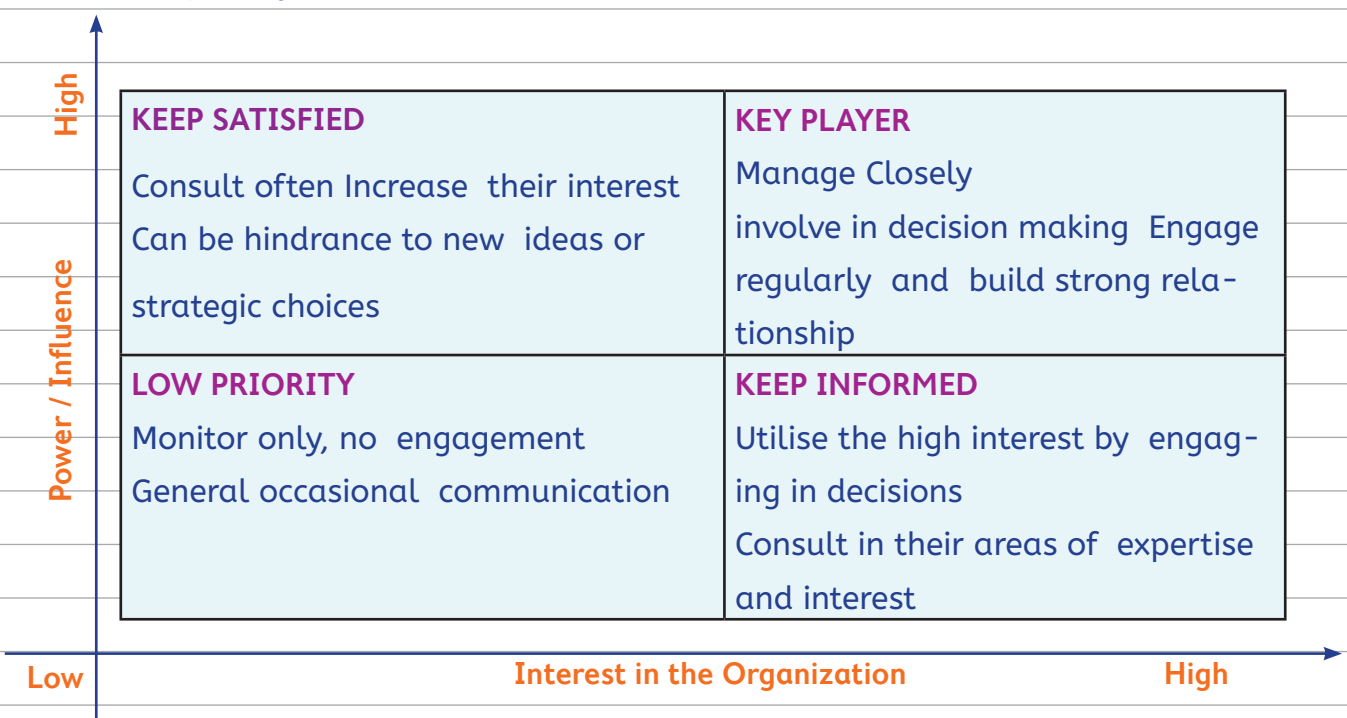 High
Power / Influence
KEEP SATISFIED
Consult often Increase their interest
Can be hindrance to new ideas or
strategic choices
KEY PLAYER
Manage Closely
involve in decision making Engage
regularly and build strong rela-
tionship
LOW PRIORITY
Monitor only, no engagement
General occasional communication
KEEP INFORMED
Utilise the high interest by engag-
ing in decisions
Consult in their areas of expertise
and interest
Low
Interest in the Organization
High